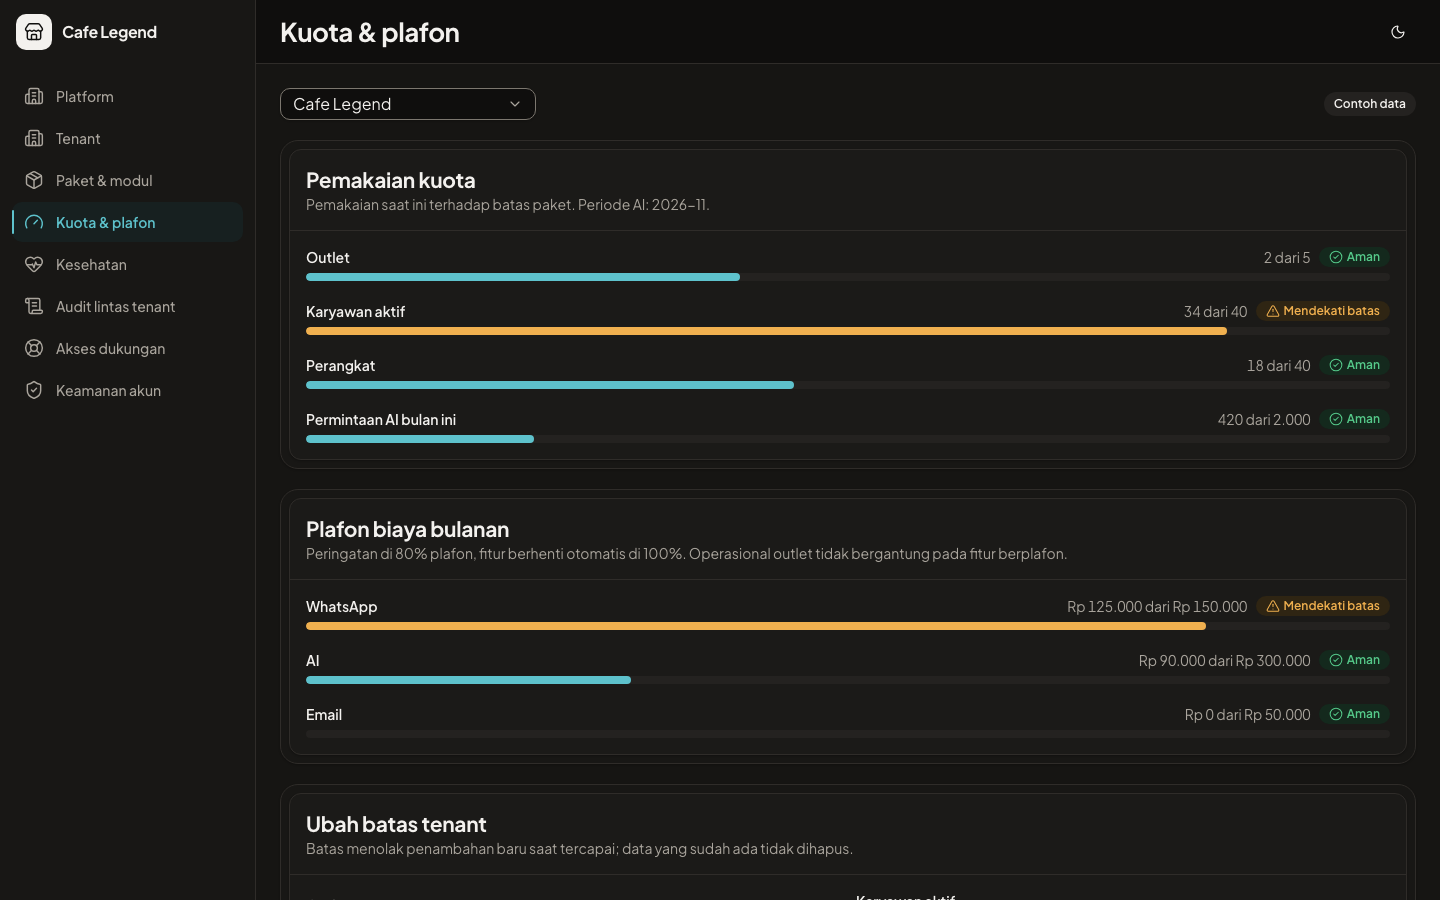 Cafe Legend
Kuota & plafon
Platform
Tenant
Paket & modul
Kuota & plafon
Kesehatan
Audit lintas tenant
Akses dukungan
Keamanan akun
Cafe Legend
Contoh data
Pemakaian kuota
Pemakaian saat ini terhadap batas paket. Periode AI: 2026-11.
Outlet 2 dari 5 Aman
Karyawan aktif 34 dari 40 Mendekati batas
Perangkat 18 dari 40 Aman
Permintaan AI bulan ini 420 dari 2.000 Aman
Plafon biaya bulanan
Peringatan di 80% plafon, fitur berhenti otomatis di 100%. Operasional outlet tidak bergantung pada fitur berplafon.
WhatsApp Rp 125.000 dari Rp 150.000 Mendekati batas
AI Rp 90.000 dari Rp 300.000 Aman
Email Rp 0 dari Rp 50.000 Aman
Ubah batas tenant
Batas menolak penambahan baru saat tercapai; data yang sudah ada tidak dihapus.
Karyawan aktif